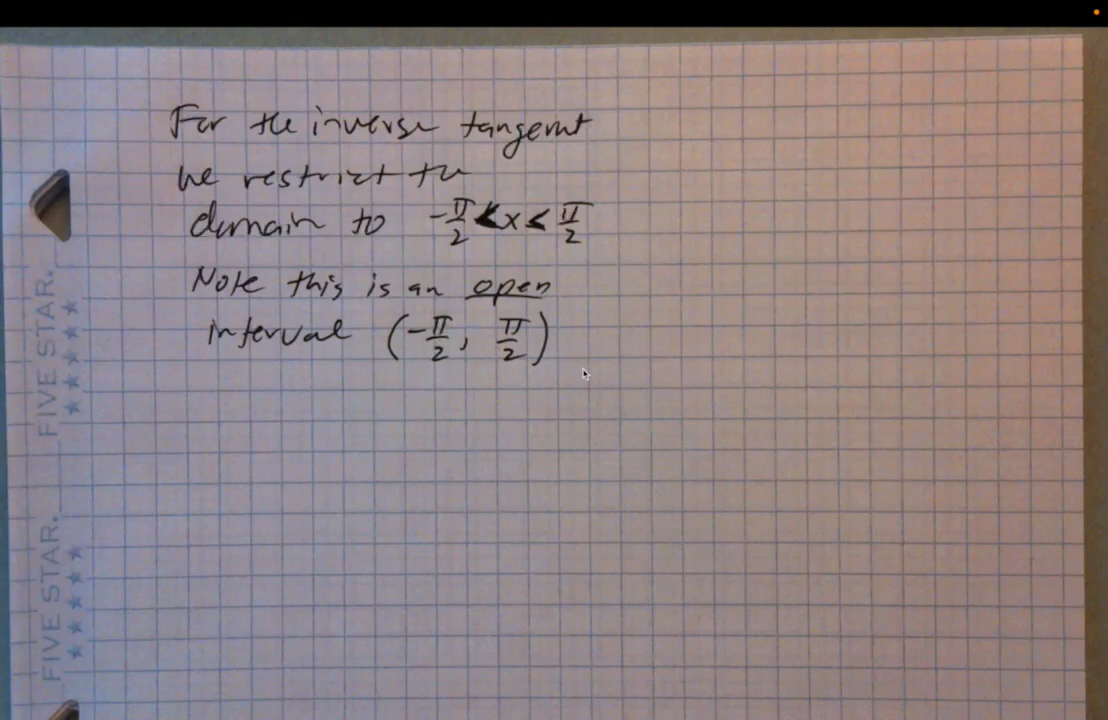 For the inverse tangent
we restrict the
domain to -π/2 < x < π/2
Note this is an open
interval (-π/2, π/2)
FIVE STAR.
★★★★★
FIVE STAR.
★★★★★